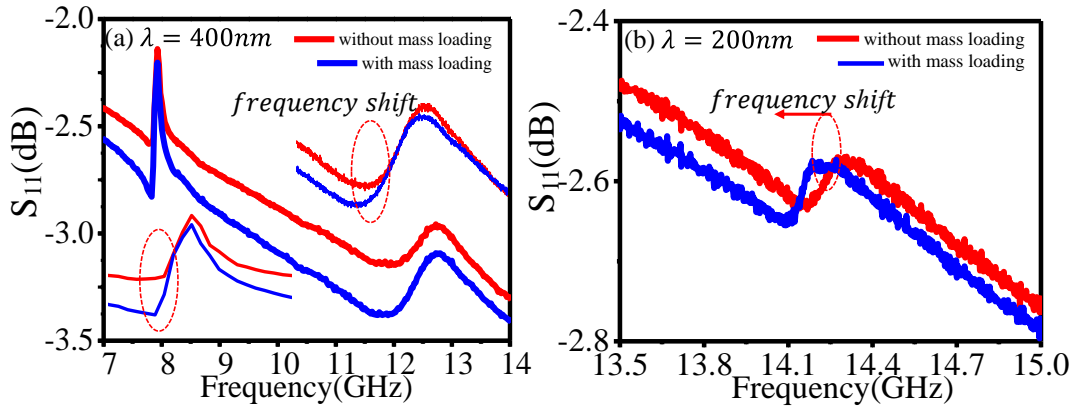 -2.0
(a) λ = 400nm
without mass loading
with mass loading
frequency shift
-2.5
S11(dB)
-3.0
-3.5
7 8 9 10 11 12 13 14
Frequency(GHz)
-2.4
(b) λ = 200nm
without mass loading
with mass loading
frequency shift
S11(dB)
-2.6
-2.8
13.5 13.8 14.1 14.4 14.7 15.0
Frequency(GHz)